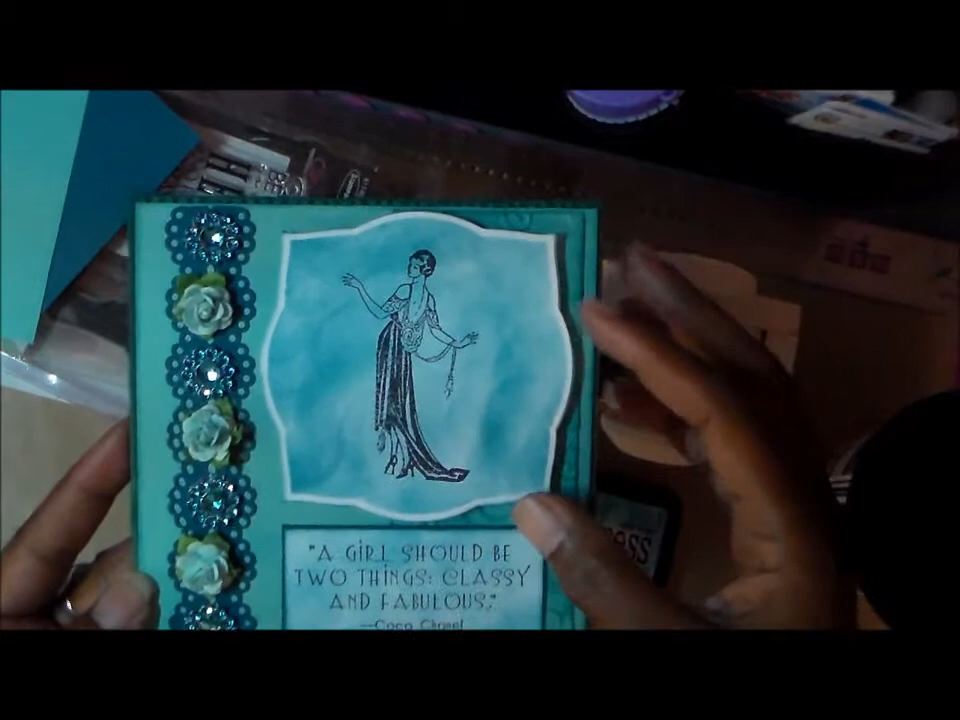 "A GIRL SHOULD BE
TWO THINGS: CLASSY
AND FABULOUS."
—Coco Chanel